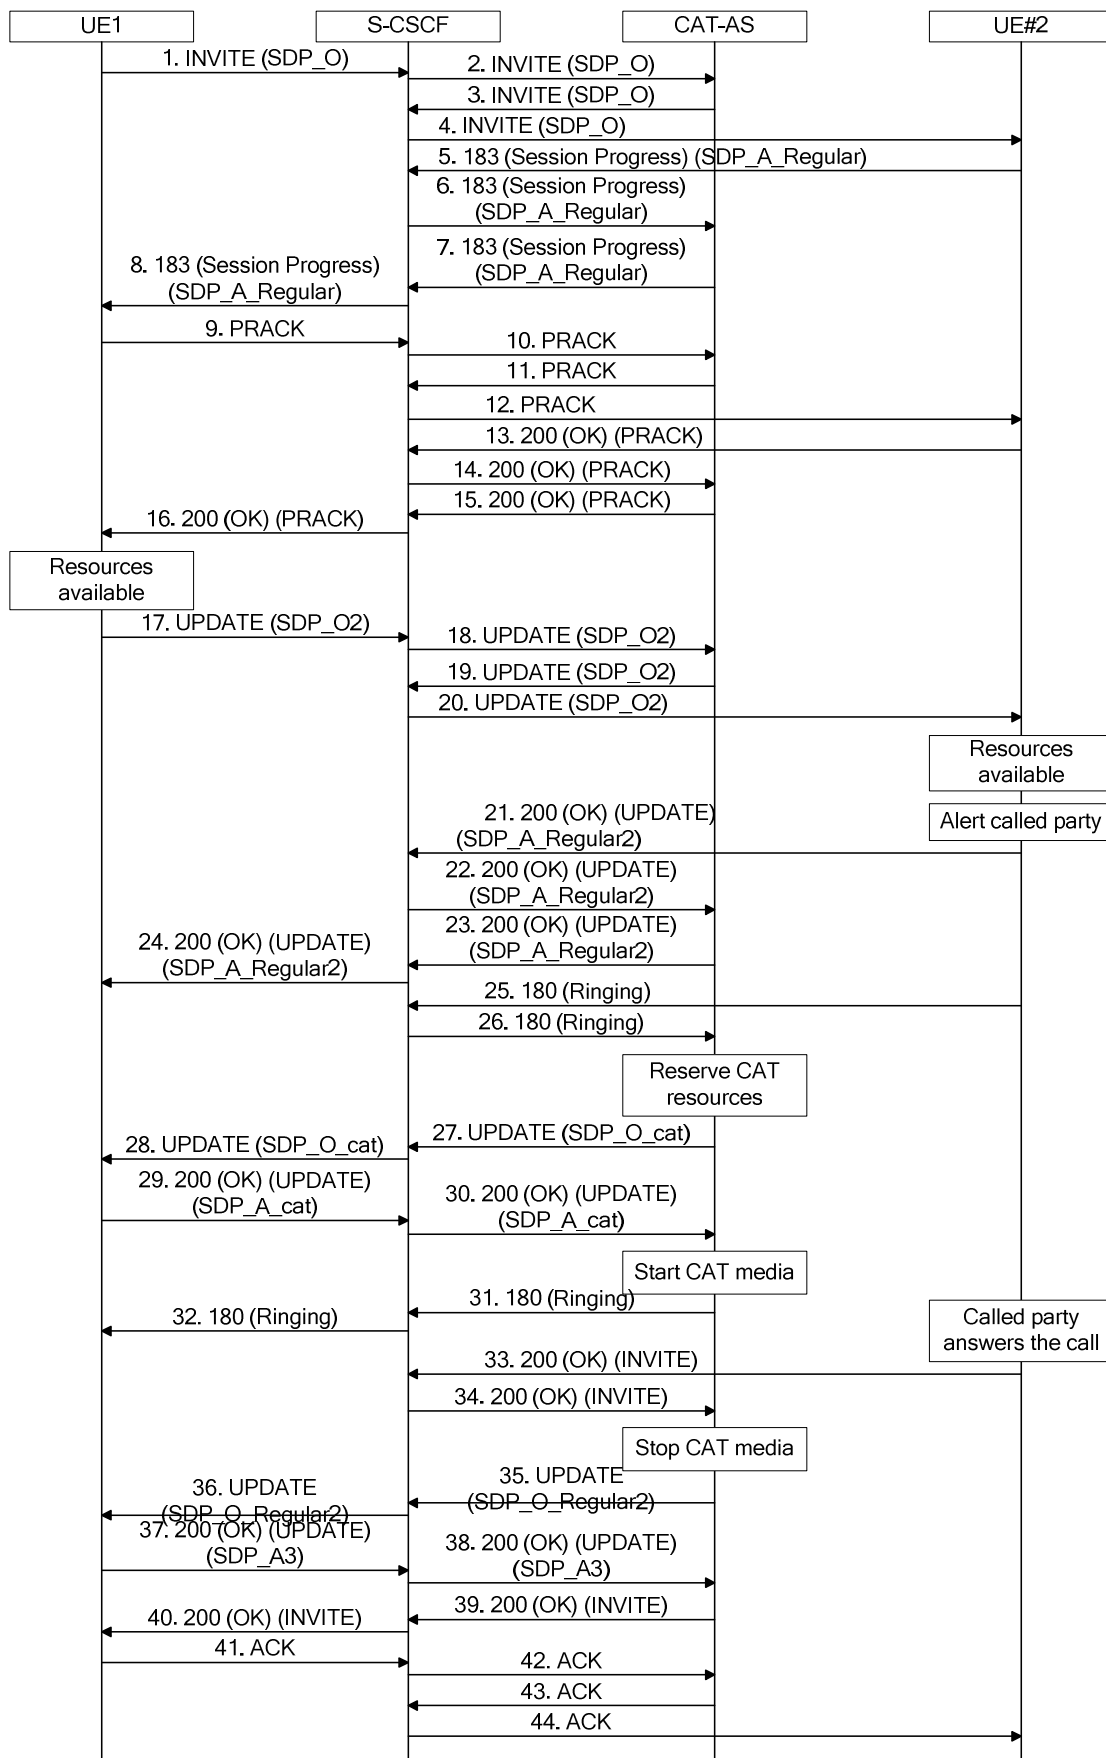 UE1
S-CSCF
CAT-AS
UE#2
1. INVITE (SDP_O)
2. INVITE (SDP_O)
3. INVITE (SDP_O)
4. INVITE (SDP_O)
5. 183 (Session Progress) (SDP_A_Regular)
6. 183 (Session Progress)
(SDP_A_Regular)
7. 183 (Session Progress)
(SDP_A_Regular)
8. 183 (Session Progress)
(SDP_A_Regular)
9. PRACK
10. PRACK
11. PRACK
12. PRACK
13. 200 (OK) (PRACK)
14. 200 (OK) (PRACK)
15. 200 (OK) (PRACK)
16. 200 (OK) (PRACK)
Resources
available
17. UPDATE (SDP_O2)
18. UPDATE (SDP_O2)
19. UPDATE (SDP_O2)
20. UPDATE (SDP_O2)
Resources
available
Alert called party
21. 200 (OK) (UPDATE)
(SDP_A_Regular2)
22. 200 (OK) (UPDATE)
(SDP_A_Regular2)
23. 200 (OK) (UPDATE)
(SDP_A_Regular2)
24. 200 (OK) (UPDATE)
(SDP_A_Regular2)
25. 180 (Ringing)
26. 180 (Ringing)
Reserve CAT
resources
27. UPDATE (SDP_O_cat)
28. UPDATE (SDP_O_cat)
29. 200 (OK) (UPDATE)
(SDP_A_cat)
30. 200 (OK) (UPDATE)
(SDP_A_cat)
Start CAT media
31. 180 (Ringing)
32. 180 (Ringing)
Called party
answers the call
33. 200 (OK) (INVITE)
34. 200 (OK) (INVITE)
Stop CAT media
35. UPDATE
(SDP_O_Regular2)
36. UPDATE
(SDP_O_Regular2)
37. 200 (OK) (UPDATE)
(SDP_A3)
38. 200 (OK) (UPDATE)
(SDP_A3)
39. 200 (OK) (INVITE)
40. 200 (OK) (INVITE)
41. ACK
42. ACK
43. ACK
44. ACK